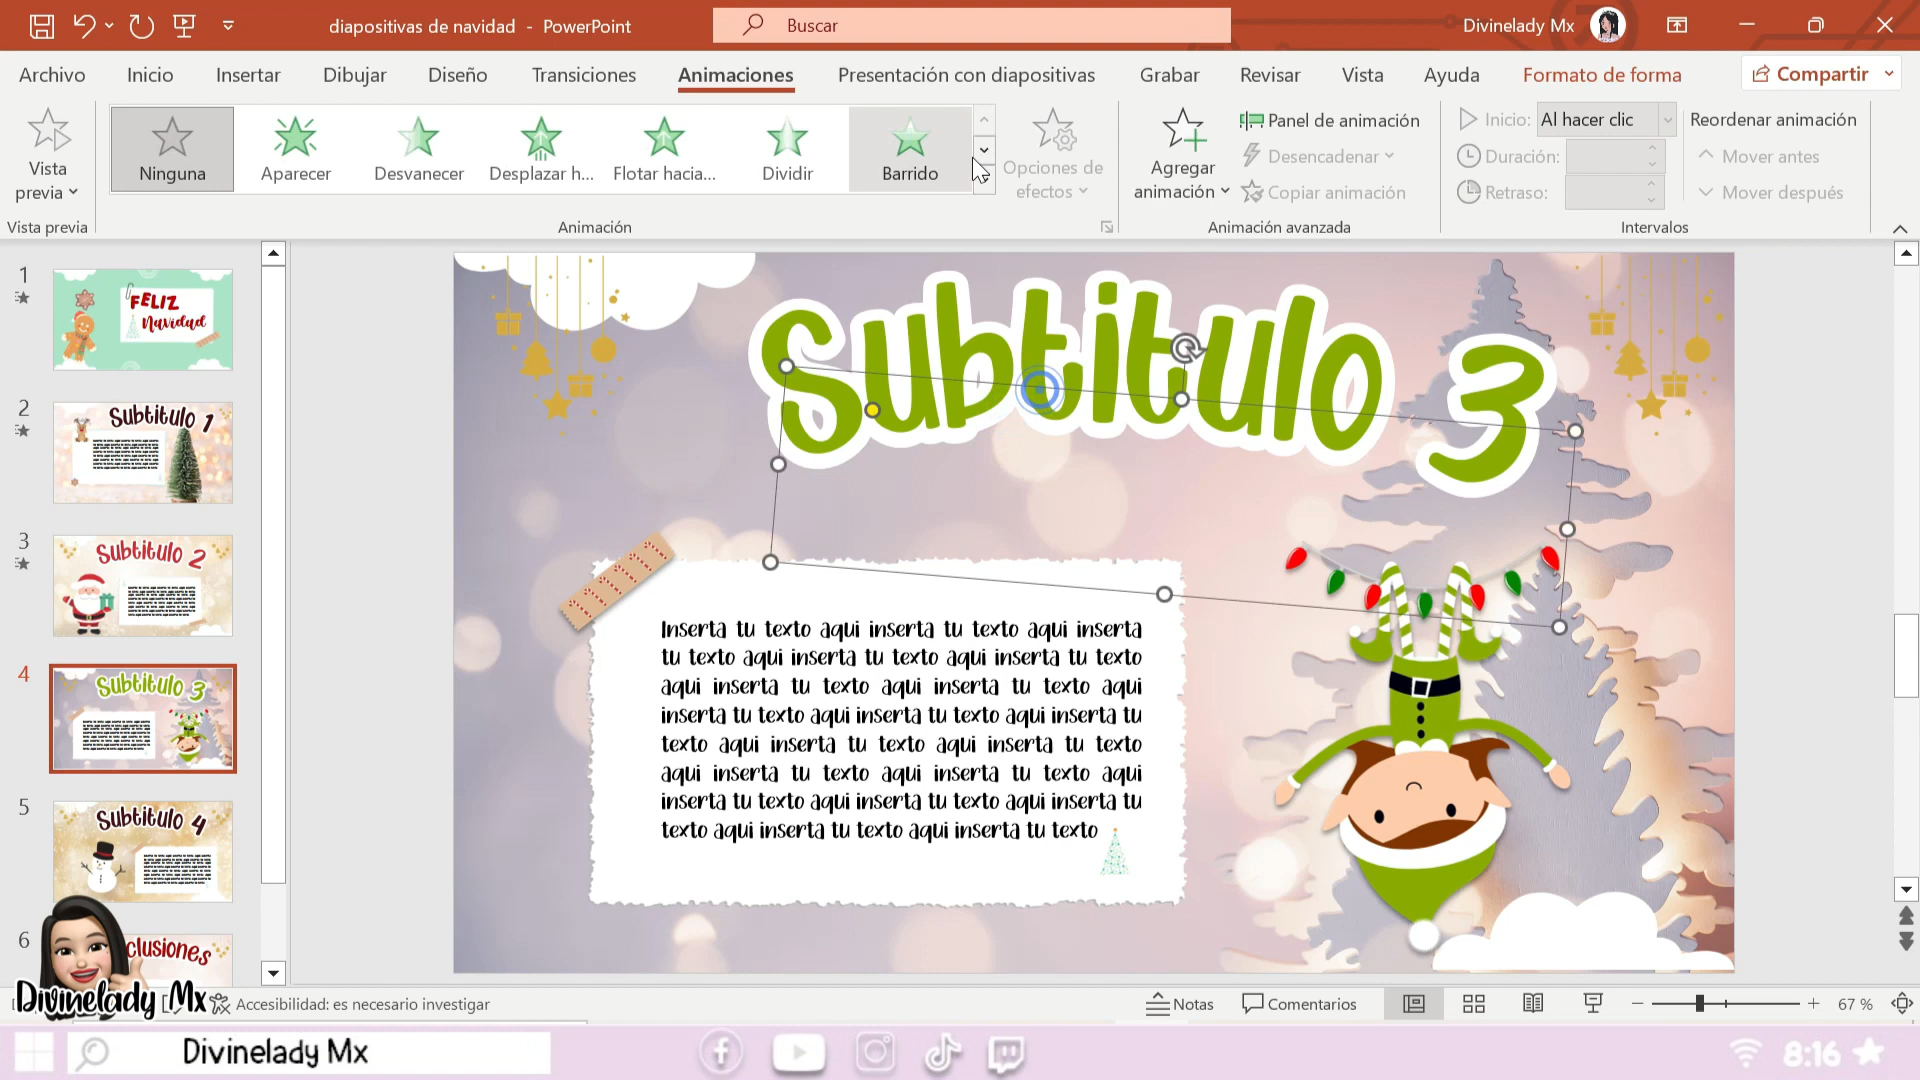 diapositivas de navidad - PowerPoint
Buscar
Divinelady Mx
Archivo
Inicio
Insertar
Dibujar
Diseño
Transiciones
Animaciones
Presentación con diapositivas
Grabar
Revisar
Vista
Ayuda
Formato de forma
Compartir
Vista previa
Ninguna
Aparecer
Desvanecer
Desplazar h...
Flotar hacia...
Dividir
Barrido
Opciones de efectos
Agregar animación
Panel de animación
Desencadenar
Copiar animación
Inicio: Al hacer clic
Duración:
Retraso:
Reordenar animación
Mover antes
Mover después
Vista previa
Animación
Animación avanzada
Intervalos
1
FELIZ
Navidad
2
Subtitulo 1
3
Subtitulo 2
4
Subtitulo 3
5
Subtitulo 4
6
clusiones
Subtitulo 3
Inserta tu texto aqui inserta tu texto aqui inserta
tu texto aqui inserta tu texto aqui inserta tu texto
aqui inserta tu texto aqui inserta tu texto aqui
inserta tu texto aqui inserta tu texto aqui inserta tu
texto aqui inserta tu texto aqui inserta tu texto
aqui inserta tu texto aqui inserta tu texto aqui
inserta tu texto aqui inserta tu texto aqui inserta tu
texto aqui inserta tu texto aqui inserta tu texto
Divinelady Mx
Accesibilidad: es necesario investigar
Notas
Comentarios
67 %
Divinelady Mx
8:16